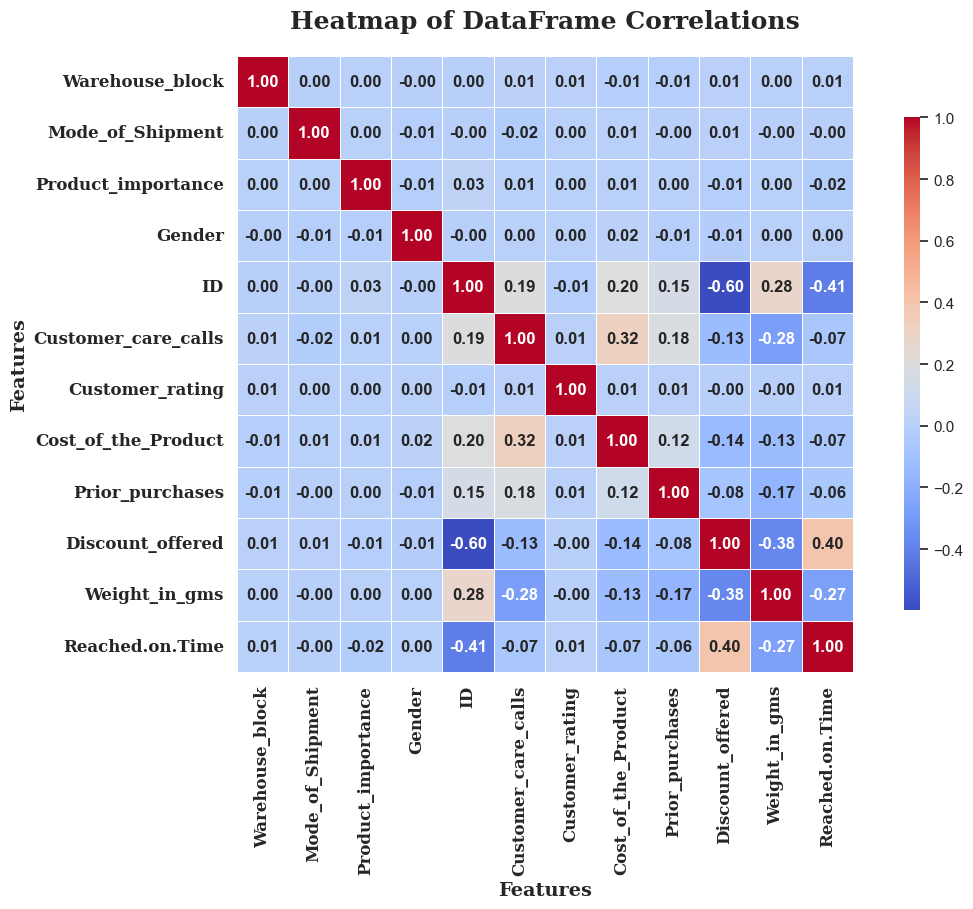 Heatmap of DataFrame Correlations
Warehouse_block 1.00 0.00 0.00 -0.00 0.00 0.01 0.01 -0.01 -0.01 0.01 0.00 0.01
Mode_of_Shipment 0.00 1.00 0.00 -0.01 -0.00 -0.02 0.00 0.01 -0.00 0.01 -0.00 -0.00
Product_importance 0.00 0.00 1.00 -0.01 0.03 0.01 0.00 0.01 0.00 -0.01 0.00 -0.02
Gender -0.00 -0.01 -0.01 1.00 -0.00 0.00 0.00 0.02 -0.01 -0.01 0.00 0.00
ID 0.00 -0.00 0.03 -0.00 1.00 0.19 -0.01 0.20 0.15 -0.60 0.28 -0.41
Customer_care_calls 0.01 -0.02 0.01 0.00 0.19 1.00 0.01 0.32 0.18 -0.13 -0.28 -0.07
Customer_rating 0.01 0.00 0.00 0.00 -0.01 0.01 1.00 0.01 0.01 -0.00 -0.00 0.01
Cost_of_the_Product -0.01 0.01 0.01 0.02 0.20 0.32 0.01 1.00 0.12 -0.14 -0.13 -0.07
Prior_purchases -0.01 -0.00 0.00 -0.01 0.15 0.18 0.01 0.12 1.00 -0.08 -0.17 -0.06
Discount_offered 0.01 0.01 -0.01 -0.01 -0.60 -0.13 -0.00 -0.14 -0.08 1.00 -0.38 0.40
Weight_in_gms 0.00 -0.00 0.00 0.00 0.28 -0.28 -0.00 -0.13 -0.17 -0.38 1.00 -0.27
Reached.on.Time 0.01 -0.00 -0.02 0.00 -0.41 -0.07 0.01 -0.07 -0.06 0.40 -0.27 1.00
Features
Warehouse_block
Mode_of_Shipment
Product_importance
Gender
ID
Customer_care_calls
Customer_rating
Cost_of_the_Product
Prior_purchases
Discount_offered
Weight_in_gms
Reached.on.Time
Features
1.0
0.8
0.6
0.4
0.2
0.0
−0.2
−0.4